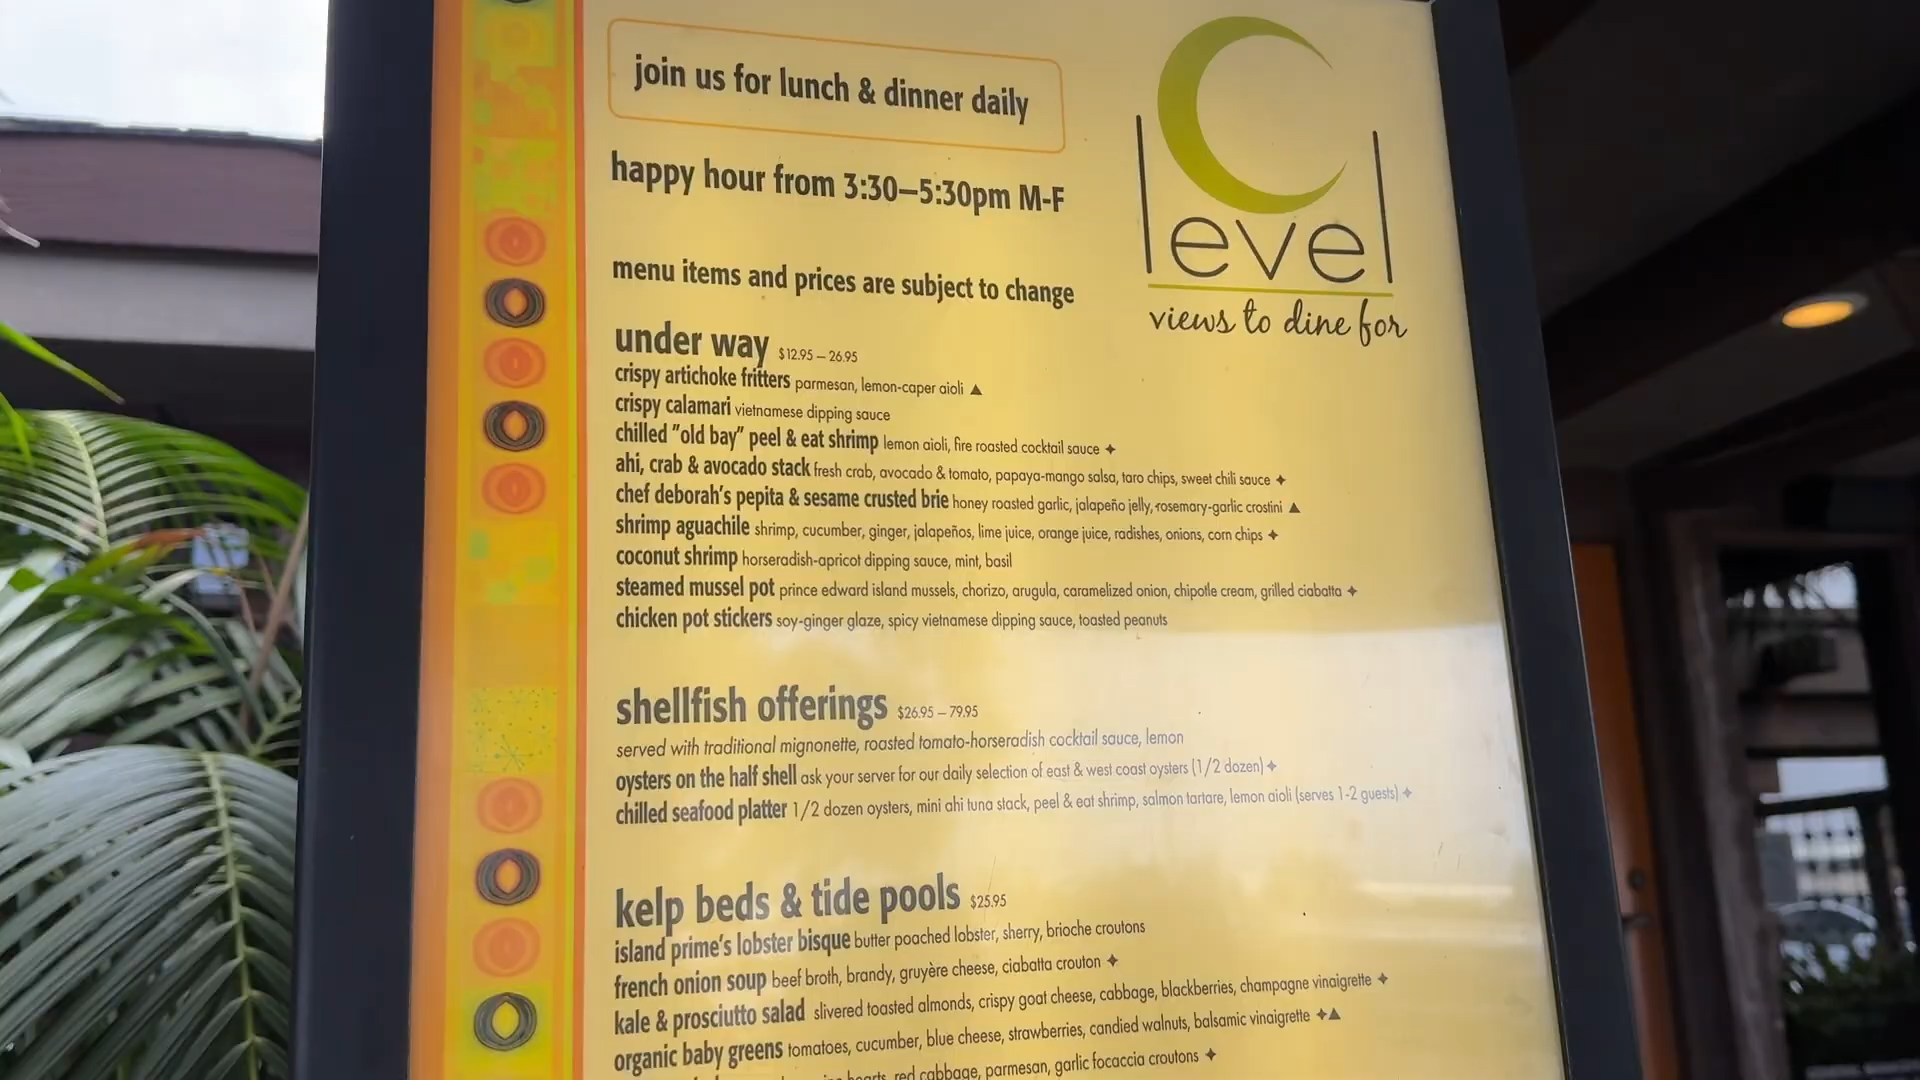 join us for lunch & dinner daily
happy hour from 3:30–5:30pm M-F
menu items and prices are subject to change
C
level
views to dine for
under way $12.95 – 26.95
crispy artichoke fritters parmesan, lemon-caper aioli ▲
crispy calamari vietnamese dipping sauce
chilled "old bay" peel & eat shrimp lemon aioli, fire roasted cocktail sauce ✦
ahi, crab & avocado stack fresh crab, avocado & tomato, papaya-mango salsa, taro chips, sweet chili sauce ✦
chef deborah's pepita & sesame crusted brie honey roasted garlic, jalapeño jelly, rosemary-garlic crostini ▲
shrimp aguachile shrimp, cucumber, ginger, jalapeños, lime juice, orange juice, radishes, onions, corn chips ✦
coconut shrimp horseradish-apricot dipping sauce, mint, basil
steamed mussel pot prince edward island mussels, chorizo, arugula, caramelized onion, chipotle cream, grilled ciabatta ✦
chicken pot stickers soy-ginger glaze, spicy vietnamese dipping sauce, toasted peanuts
shellfish offerings $26.95 – 79.95
served with traditional mignonette, roasted tomato-horseradish cocktail sauce, lemon
oysters on the half shell ask your server for our daily selection of east & west coast oysters (1/2 dozen) ✦
chilled seafood platter 1/2 dozen oysters, mini ahi tuna stack, peel & eat shrimp, salmon tartare, lemon aioli (serves 1-2 guests) ✦
kelp beds & tide pools $25.95
island prime's lobster bisque butter poached lobster, sherry, brioche croutons
french onion soup beef broth, brandy, gruyère cheese, ciabatta crouton ✦
kale & prosciutto salad slivered toasted almonds, crispy goat cheese, cabbage, blackberries, champagne vinaigrette ✦
organic baby greens tomatoes, cucumber, blue cheese, strawberries, candied walnuts, balsamic vinaigrette ✦▲
hearts, red cabbage, parmesan, garlic focaccia croutons ✦